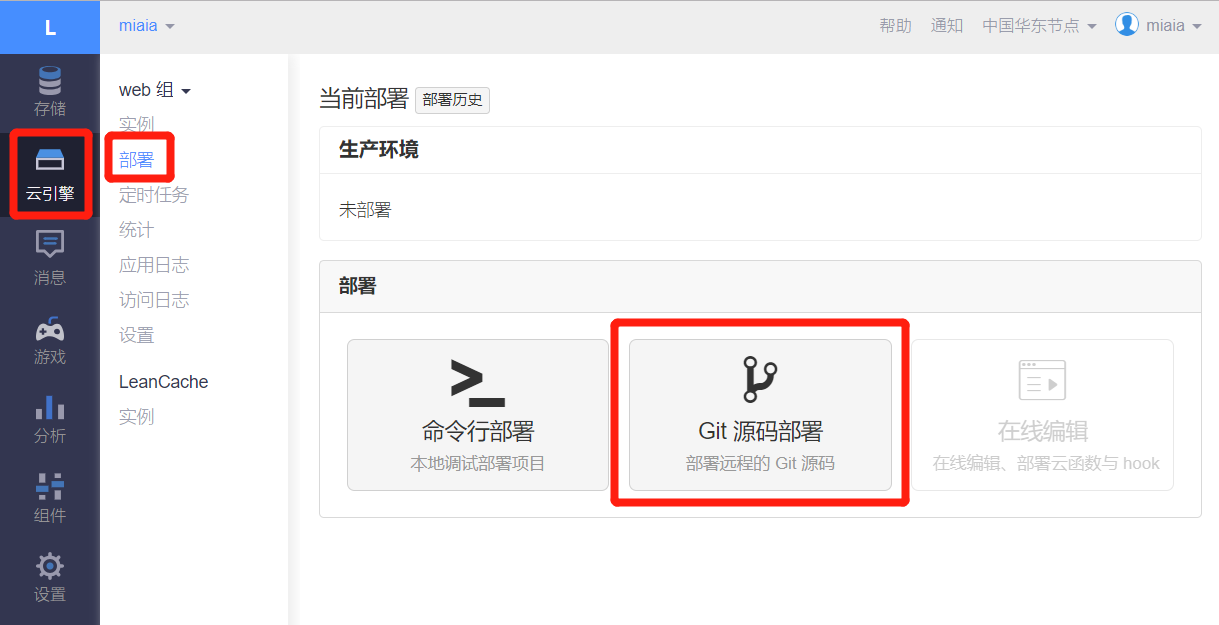 L
miaia
帮助 通知 中国华东节点 miaia
存储
云引擎
消息
游戏
分析
组件
设置
web 组
实例
部署
定时任务
统计
应用日志
访问日志
设置
LeanCache
实例
当前部署 部署历史
生产环境
未部署
部署
命令行部署
本地调试部署项目
Git 源码部署
部署远程的 Git 源码
在线编辑
在线编辑、部署云函数与 hook